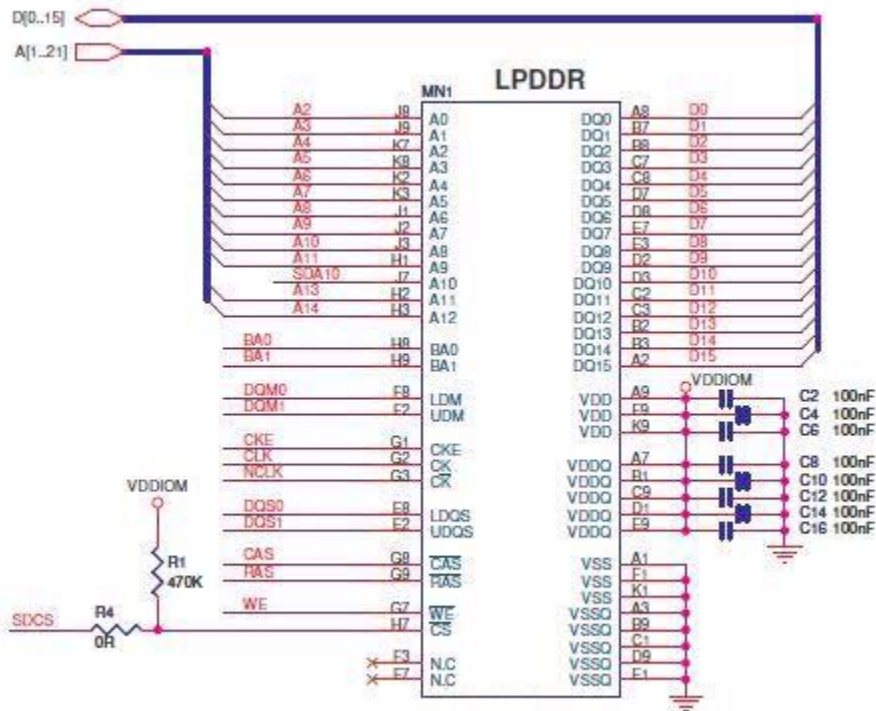 D[0..15]
A[1..21]
LPDDR
MN1
A2 J8 A0 DQ0 A8 D0
A3 J9 A1 DQ1 B7 D1
A4 K7 A2 DQ2 B8 D2
A5 K8 A3 DQ3 C7 D3
A6 K2 A4 DQ4 C8 D4
A7 K3 A5 DQ5 D7 D5
A8 J1 A6 DQ6 D8 D6
A9 J2 A7 DQ7 E7 D7
A10 J3 A8 DQ8 E3 D8
A11 H1 A9 DQ9 D2 D9
SDA10 J7 A10 DQ10 D3 D10
A13 H2 A11 DQ11 C2 D11
A14 H3 A12 DQ12 C3 D12
DQ13 B2 D13
BA0 H8 BA0 DQ14 B3 D14
BA1 H9 BA1 DQ15 A2 D15
VDDIOM
DQM0 F8 LDM VDD A9 C2 100nF
DQM1 F2 UDM VDD F9 C4 100nF
VDD K9 C6 100nF
CKE G1 CKE
CLK G2 CK VDDQ A7 C8 100nF
NCLK G3 CK VDDQ B1 C10 100nF
VDDIOM
VDDQ C9 C12 100nF
DQS0 E8 LDQS VDDQ D1 C14 100nF
DQS1 E2 UDQS VDDQ E9 C16 100nF
CAS G8 CAS VSS A1
RAS G9 RAS VSS F1
R1
470K
VSS K1
WE G7 WE VSSQ A3
SDCS R4 H7 CS VSSQ B9
0R
VSSQ C1
F3 N.C VSSQ D9
F7 N.C VSSQ E1